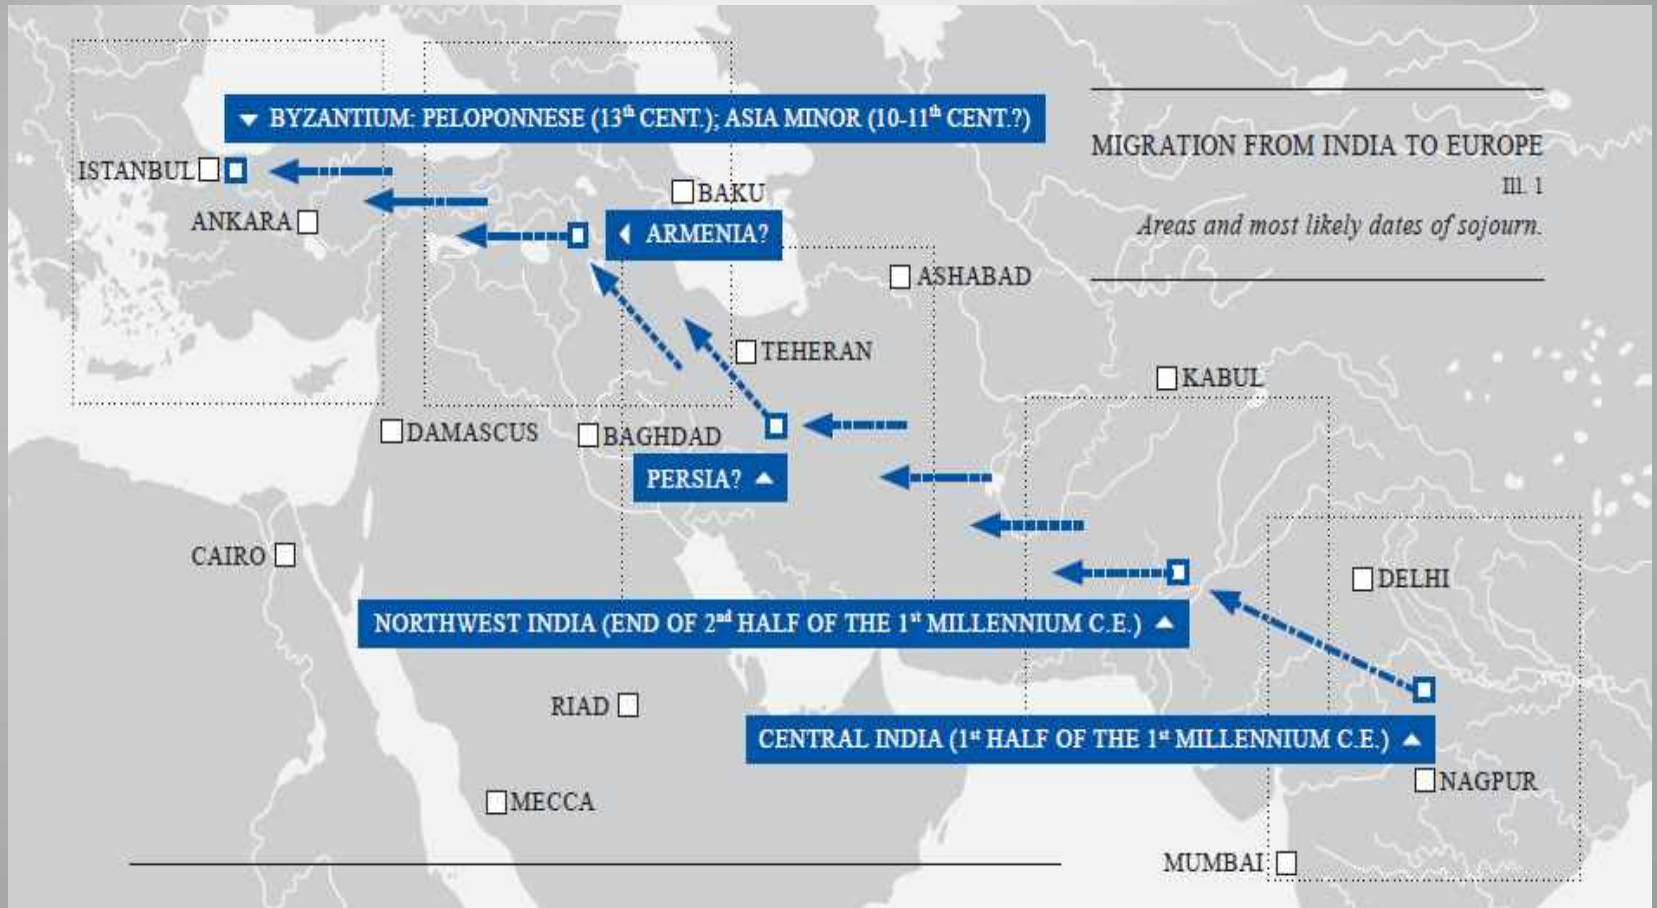 ▼ BYZANTIUM: PELOPONNESE (13th CENT.); ASIA MINOR (10-11th CENT.?)
MIGRATION FROM INDIA TO EUROPE
Ill. 1
Areas and most likely dates of sojourn.
ISTANBUL
BAKU
ANKARA
◀ ARMENIA?
ASHABAD
TEHERAN
KABUL
DAMASCUS
BAGHDAD
PERSIA? ▲
CAIRO
DELHI
NORTHWEST INDIA (END OF 2nd HALF OF THE 1st MILLENNIUM C.E.) ▲
RIAD
CENTRAL INDIA (1st HALF OF THE 1st MILLENNIUM C.E.) ▲
NAGPUR
MECCA
MUMBAI